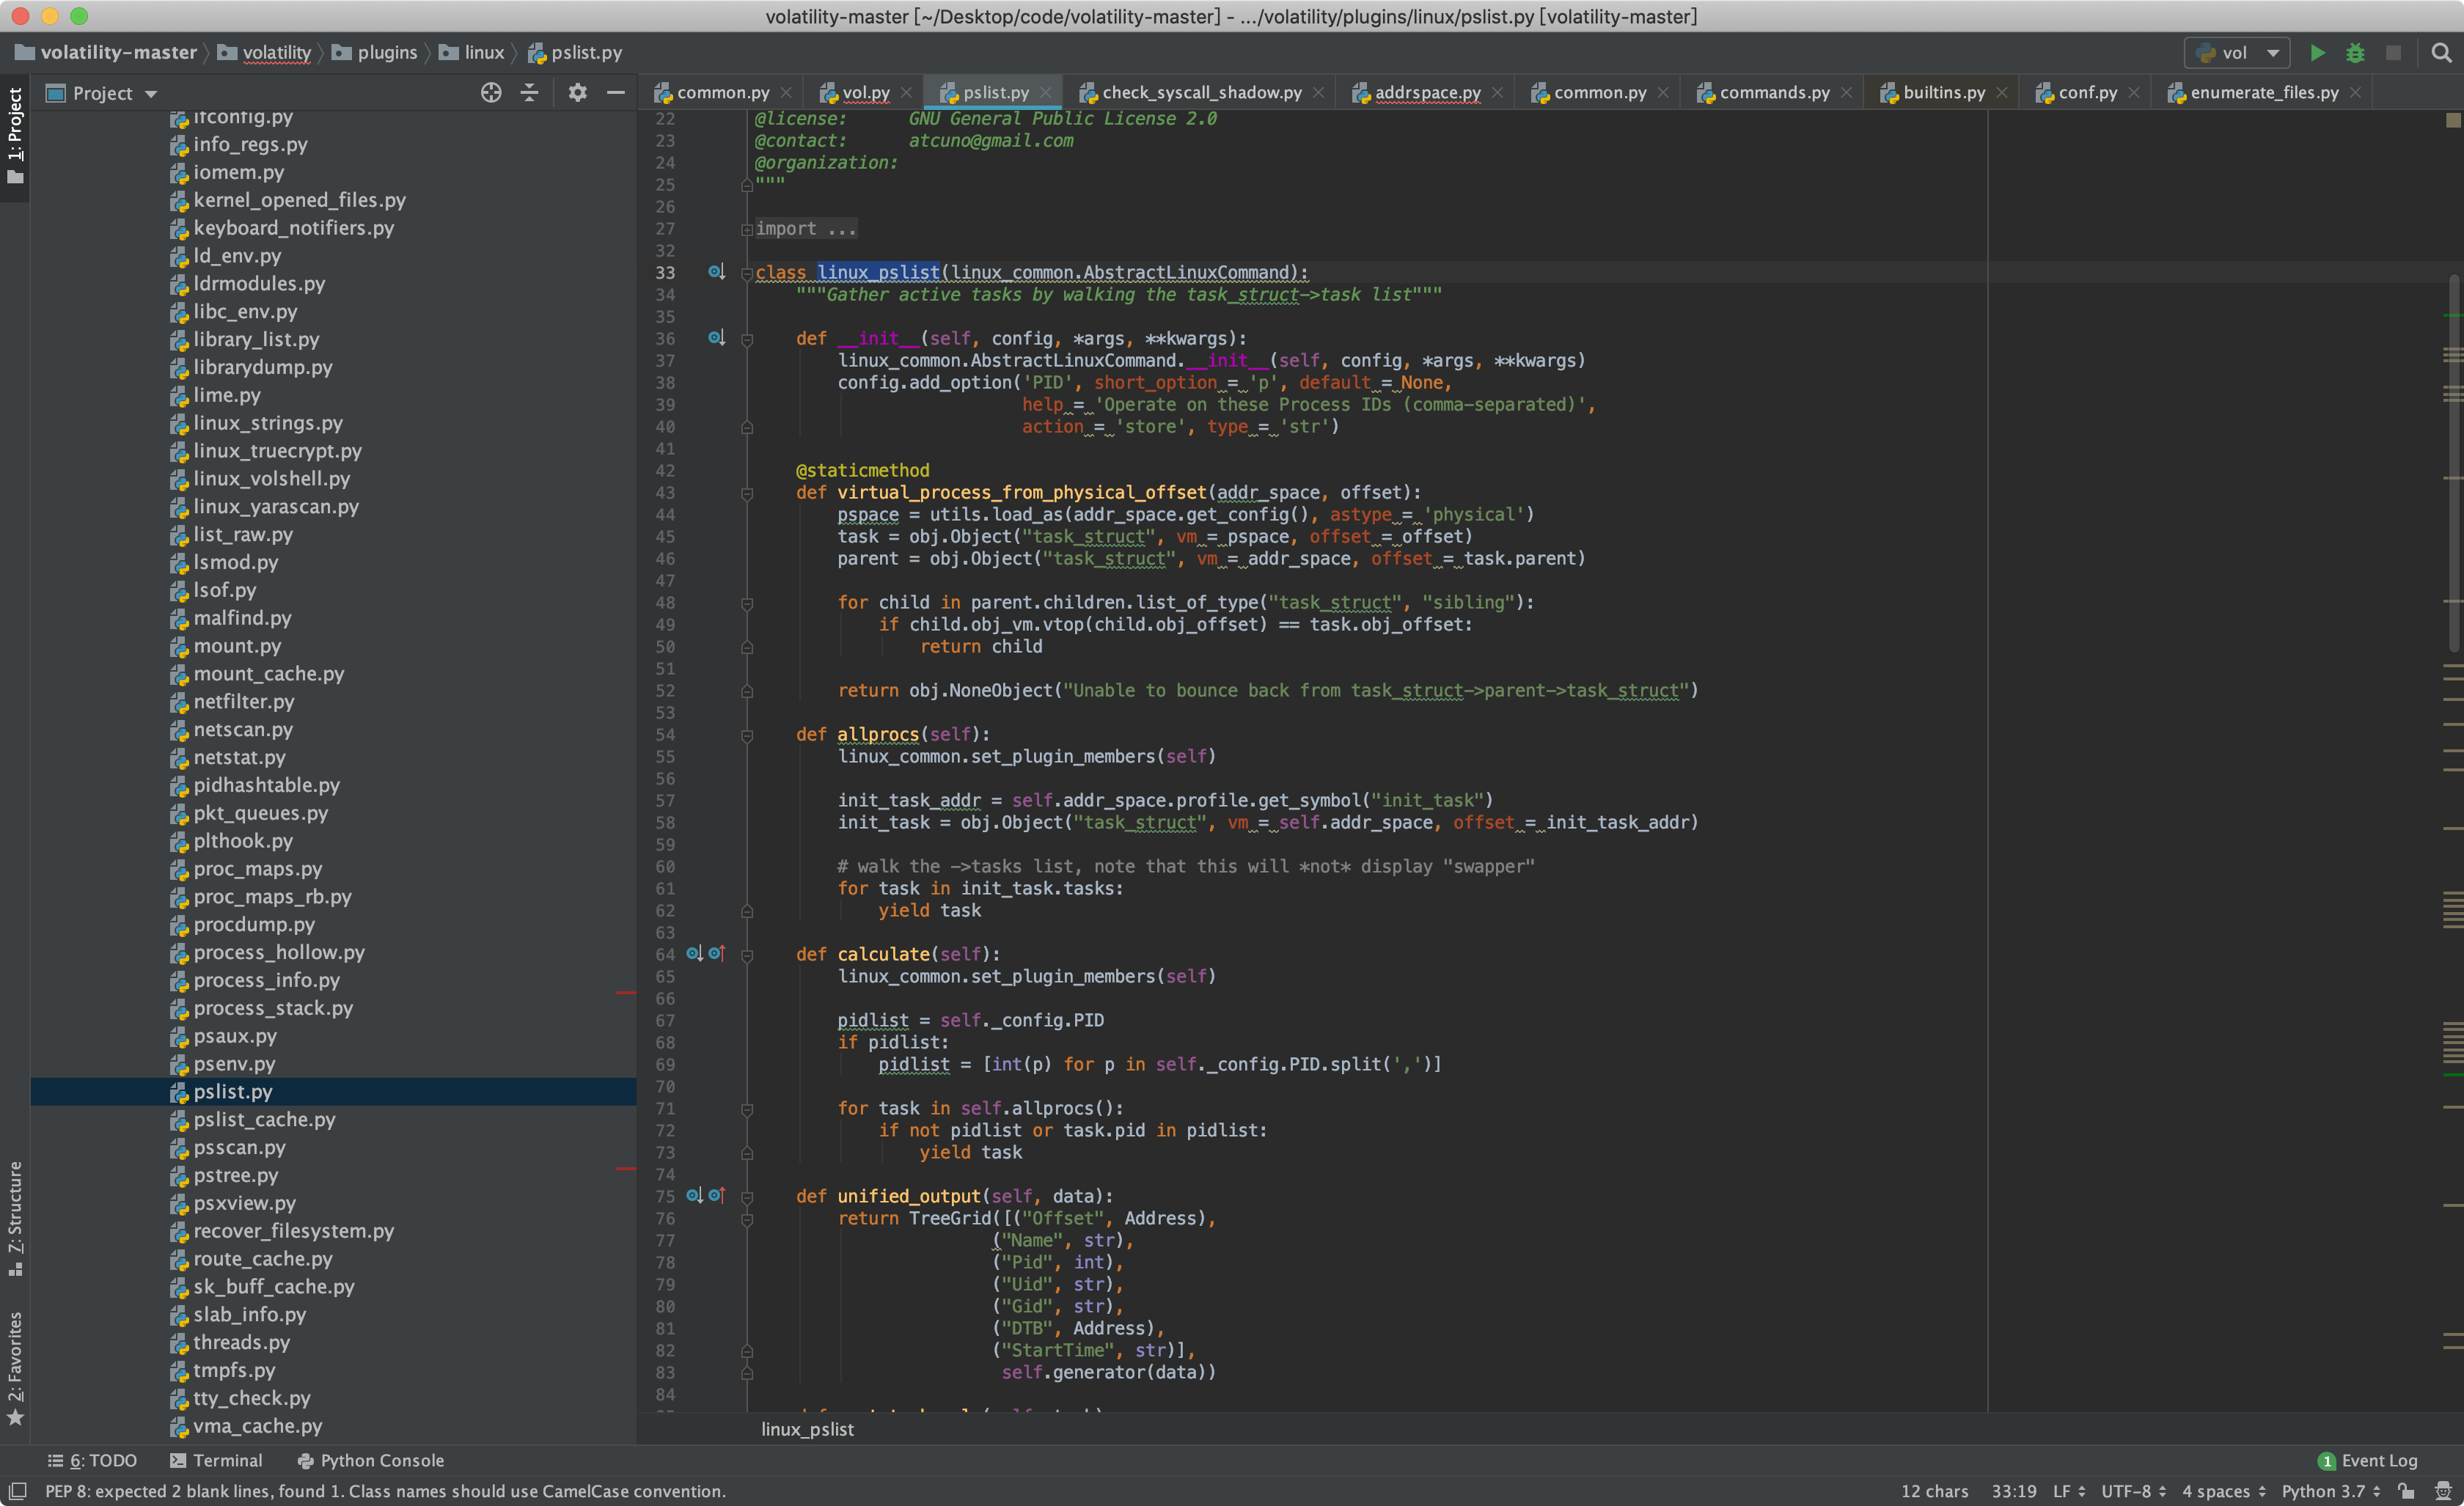 volatility-master [~/Desktop/code/volatility-master] - .../volatility/plugins/linux/pslist.py [volatility-master]
volatility-master volatility plugins linux pslist.py vol
1: Project
Project
common.py vol.py pslist.py check_syscall_shadow.py addrspace.py common.py commands.py builtins.py conf.py enumerate_files.py
ifconfig.py
info_regs.py
iomem.py
kernel_opened_files.py
keyboard_notifiers.py
ld_env.py
ldrmodules.py
libc_env.py
library_list.py
librarydump.py
lime.py
linux_strings.py
linux_truecrypt.py
linux_volshell.py
linux_yarascan.py
list_raw.py
lsmod.py
lsof.py
malfind.py
mount.py
mount_cache.py
netfilter.py
netscan.py
netstat.py
pidhashtable.py
pkt_queues.py
plthook.py
proc_maps.py
proc_maps_rb.py
procdump.py
process_hollow.py
process_info.py
process_stack.py
psaux.py
psenv.py
pslist.py
pslist_cache.py
psscan.py
pstree.py
psxview.py
recover_filesystem.py
route_cache.py
sk_buff_cache.py
slab_info.py
threads.py
tmpfs.py
tty_check.py
vma_cache.py
7: Structure
2: Favorites
22 @license: GNU General Public License 2.0
23 @contact: atcuno@gmail.com
24 @organization:
25 """
26
27 import ...
32
33 class linux_pslist(linux_common.AbstractLinuxCommand):
34 """Gather active tasks by walking the task_struct->task list"""
35
36 def __init__(self, config, *args, **kwargs):
37 linux_common.AbstractLinuxCommand.__init__(self, config, *args, **kwargs)
38 config.add_option('PID', short_option = 'p', default = None,
39 help = 'Operate on these Process IDs (comma-separated)',
40 action = 'store', type = 'str')
41
42 @staticmethod
43 def virtual_process_from_physical_offset(addr_space, offset):
44 pspace = utils.load_as(addr_space.get_config(), astype = 'physical')
45 task = obj.Object("task_struct", vm = pspace, offset = offset)
46 parent = obj.Object("task_struct", vm = addr_space, offset = task.parent)
47
48 for child in parent.children.list_of_type("task_struct", "sibling"):
49 if child.obj_vm.vtop(child.obj_offset) == task.obj_offset:
50 return child
51
52 return obj.NoneObject("Unable to bounce back from task_struct->parent->task_struct")
53
54 def allprocs(self):
55 linux_common.set_plugin_members(self)
56
57 init_task_addr = self.addr_space.profile.get_symbol("init_task")
58 init_task = obj.Object("task_struct", vm = self.addr_space, offset = init_task_addr)
59
60 # walk the ->tasks list, note that this will *not* display "swapper"
61 for task in init_task.tasks:
62 yield task
63
64 def calculate(self):
65 linux_common.set_plugin_members(self)
66
67 pidlist = self._config.PID
68 if pidlist:
69 pidlist = [int(p) for p in self._config.PID.split(',')]
70
71 for task in self.allprocs():
72 if not pidlist or task.pid in pidlist:
73 yield task
74
75 def unified_output(self, data):
76 return TreeGrid([("Offset", Address),
77 ("Name", str),
78 ("Pid", int),
79 ("Uid", str),
80 ("Gid", str),
81 ("DTB", Address),
82 ("StartTime", str)],
83 self.generator(data))
84
linux_pslist
6: TODO Terminal Python Console 1 Event Log
PEP 8: expected 2 blank lines, found 1. Class names should use CamelCase convention. 12 chars 33:19 LF UTF-8 4 spaces Python 3.7